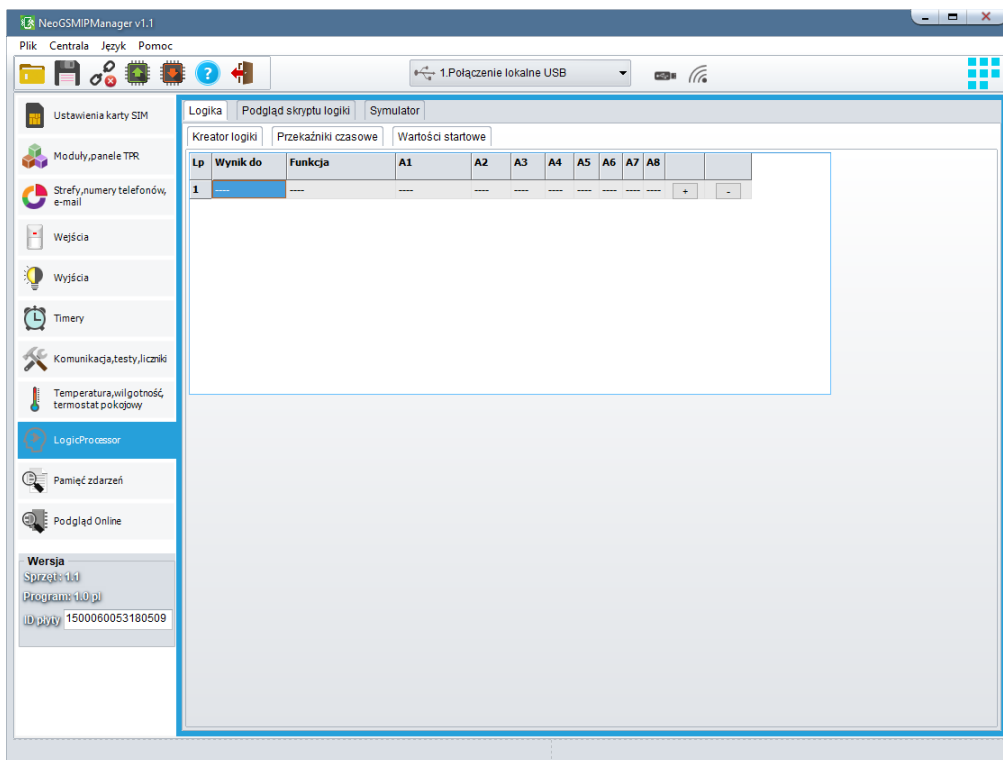 NeoGSMIPManager v1.1
Plik Centrala Język Pomoc
1.Połączenie lokalne USB
Ustawienia karty SIM
Moduły,panele TPR
Strefy,numery telefonów,
e-mail
Wejścia
Wyjścia
Timery
Komunikacja,testy,liczniki
Temperatura,wilgotność,
termostat pokojowy
LogicProcessor
Pamięć zdarzeń
Podgląd Online
Wersja
Sprzęt: 1.1
Program: 1.0 pl
ID płyty 1500060053180509
Logika Podgląd skryptu logiki Symulator
Kreator logiki Przekaźniki czasowe Wartości startowe
Lp Wynik do Funkcja A1 A2 A3 A4 A5 A6 A7 A8
1 ---- ---- ---- ---- ---- ---- ---- ---- ---- ---- + -